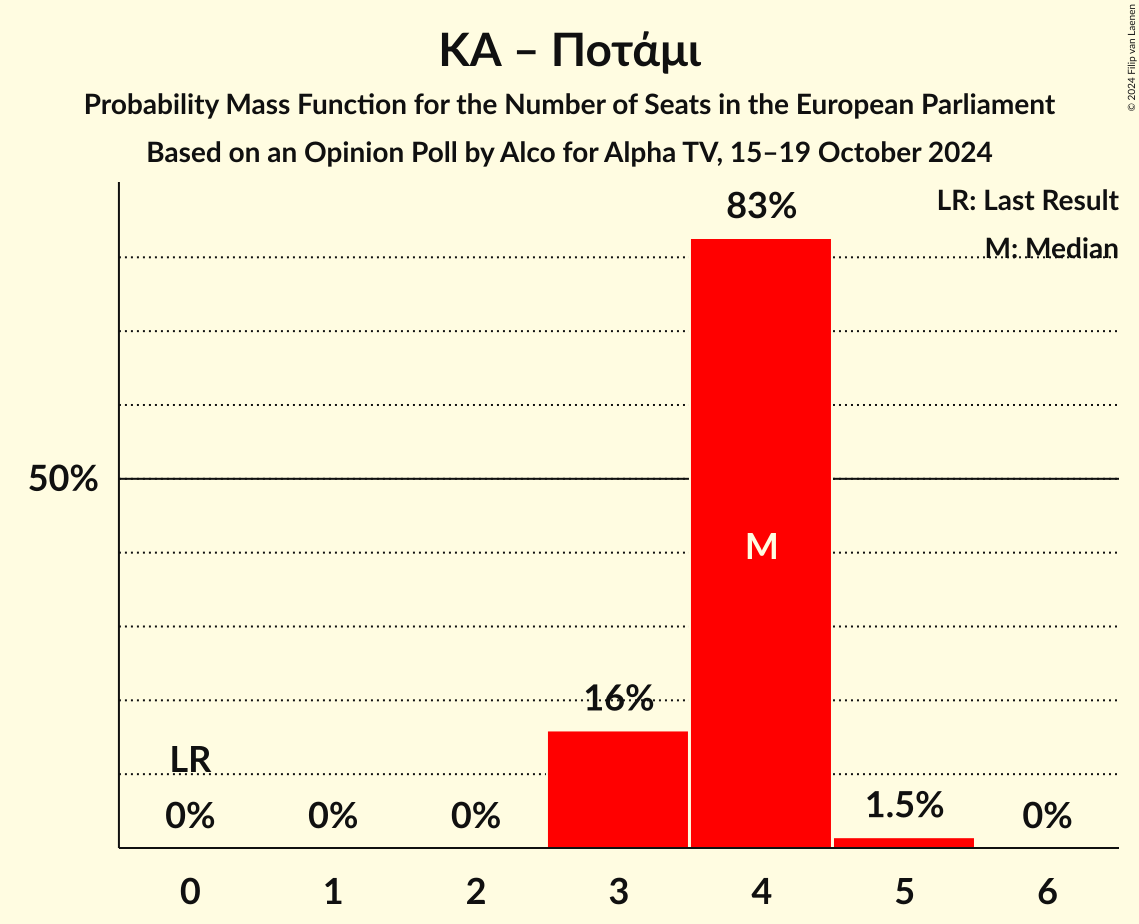 ΚΑ – Ποτάμι
Probability Mass Function for the Number of Seats in the European Parliament
Based on an Opinion Poll by Alco for Alpha TV, 15–19 October 2024
© 2024 Filip van Laenen
LR: Last Result
M: Median
83%
50%
M
16%
LR
1.5%
0%
0%
0%
0%
0
1
2
3
4
5
6